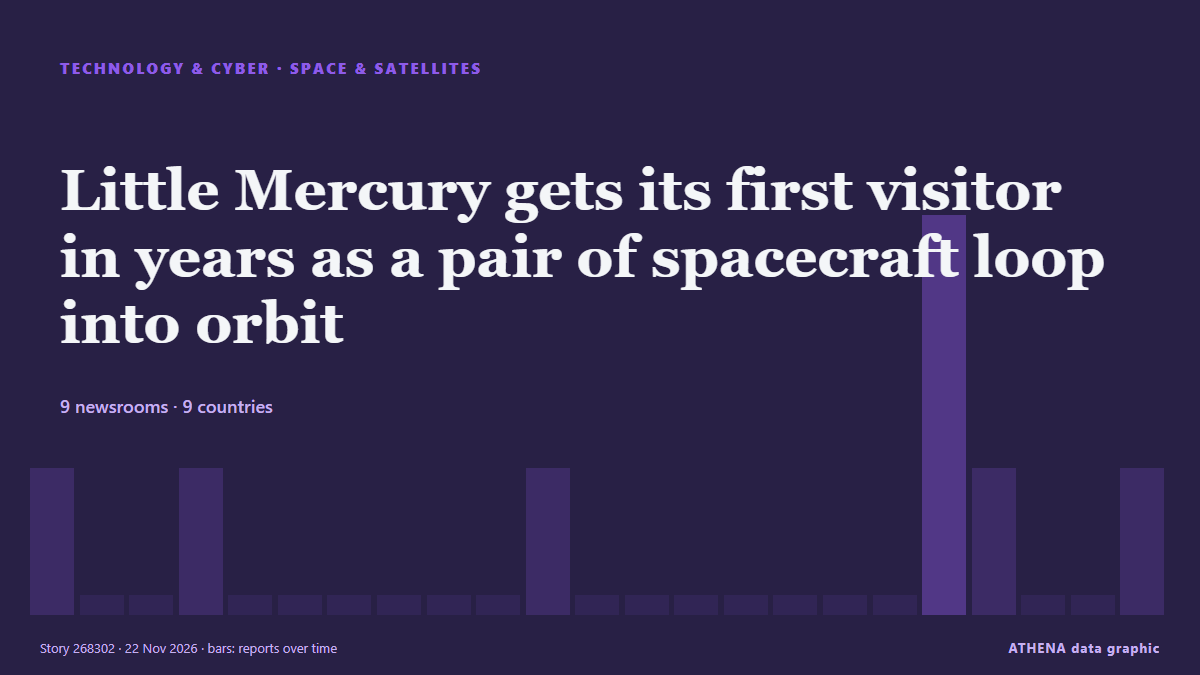 TECHNOLOGY & CYBER · SPACE & SATELLITES
Little Mercury gets its first visitor
in years as a pair of spacecraft loop
into orbit
9 newsrooms · 9 countries
Story 268302 · 22 Nov 2026 · bars: reports over time
ATHENA data graphic